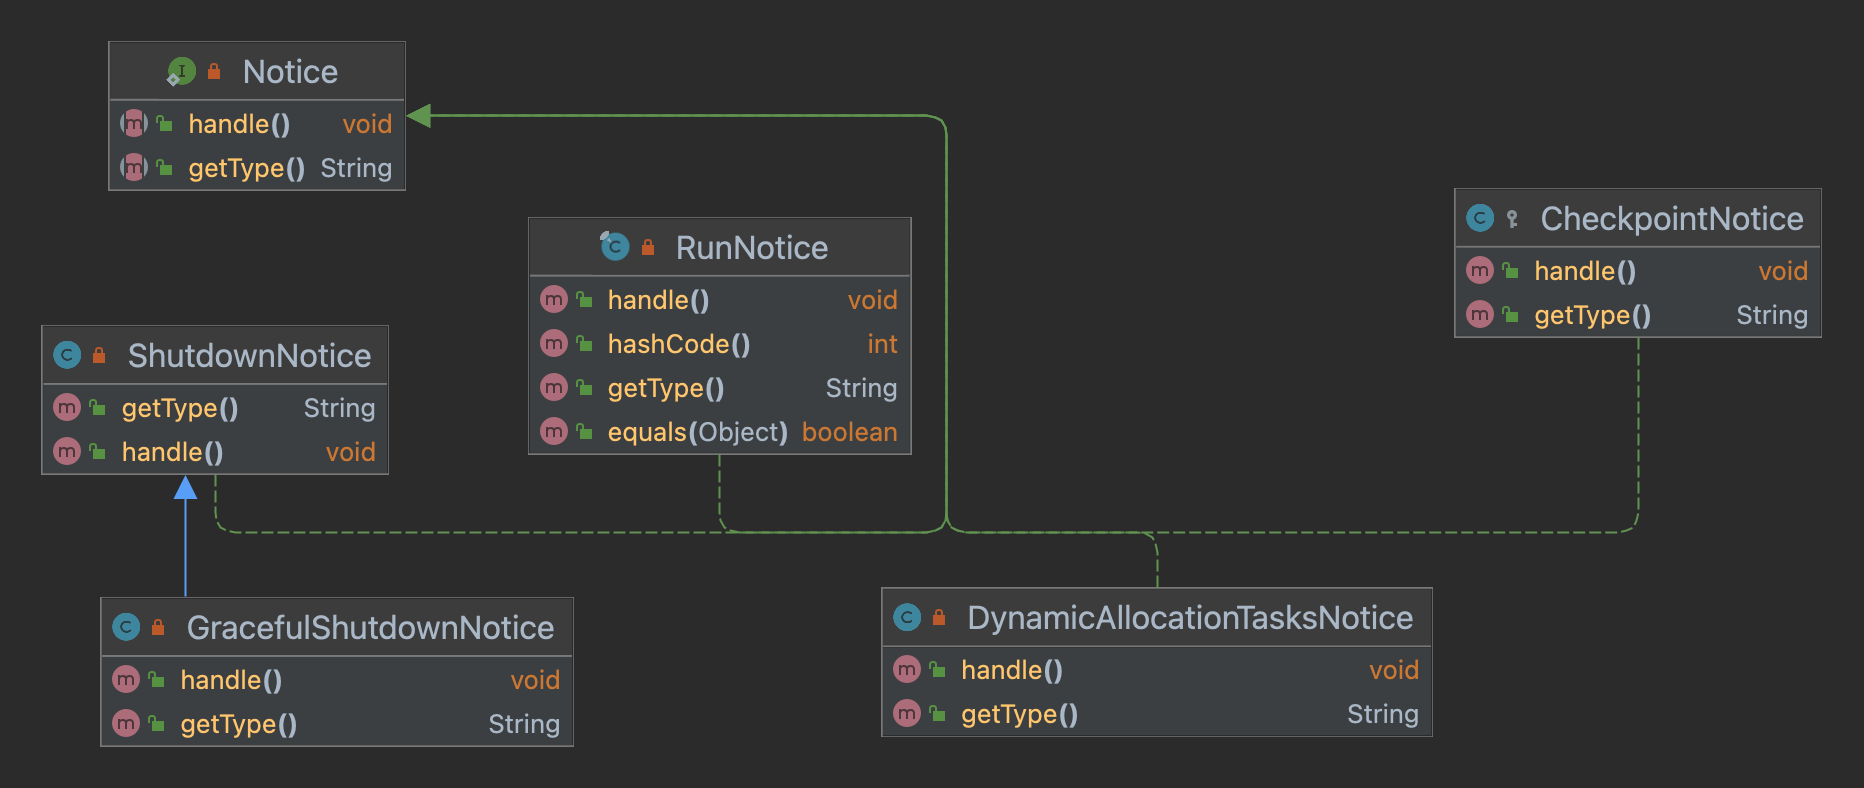 Notice
handle() void
getType() String
RunNotice
handle() void
hashCode() int
getType() String
equals(Object) boolean
CheckpointNotice
handle() void
getType() String
ShutdownNotice
getType() String
handle() void
GracefulShutdownNotice
handle() void
getType() String
DynamicAllocationTasksNotice
handle() void
getType() String